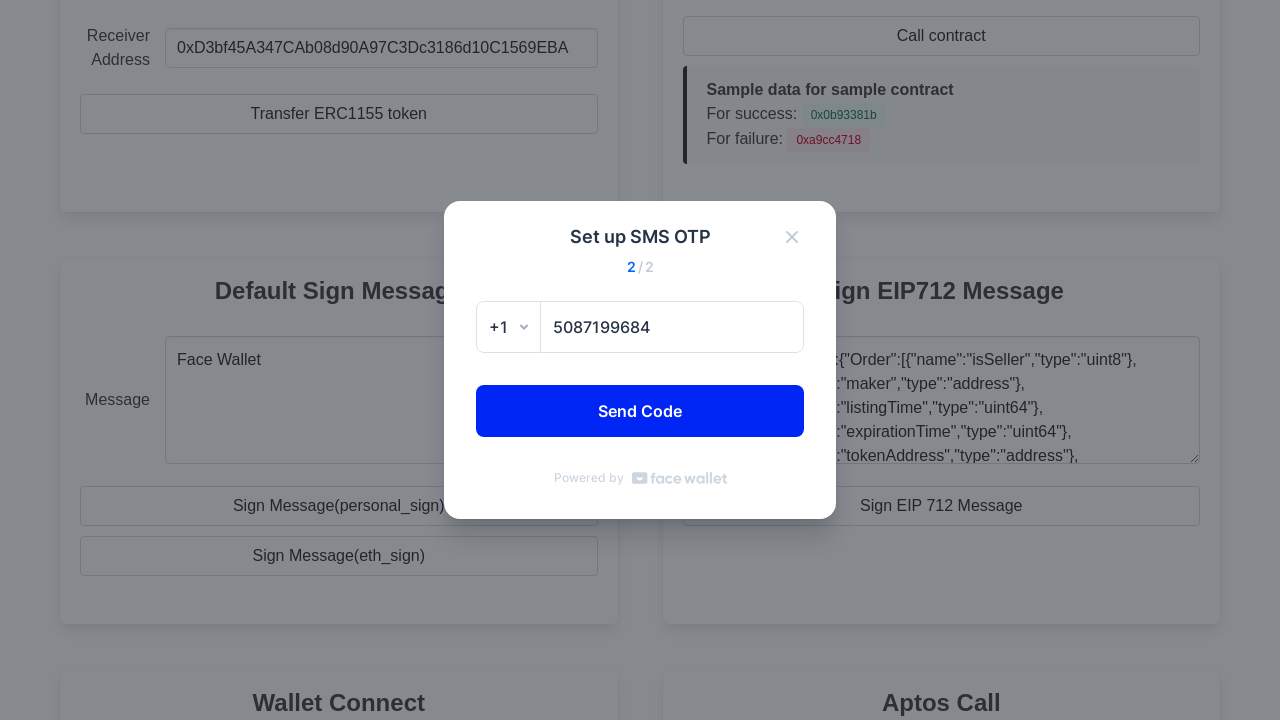 Receiver
Address
0xD3bf45A347CAb08d90A97C3Dc3186d10C1569EBA
Transfer ERC1155 token
Call contract
Sample data for sample contract
For success: 0x0b93381b
For failure: 0xa9cc4718
Set up SMS OTP
2/2
+1 5087199684
Send Code
Powered by face wallet
Default Sign Messag
Message
Face Wallet
Sign Message(personal_sign)
Sign Message(eth_sign)
ign EIP712 Message
:{"Order":[{"name":"isSeller","type":"uint8"},
:"maker","type":"address"},
:"listingTime","type":"uint64"},
:"expirationTime","type":"uint64"},
:"tokenAddress","type":"address"},
Sign EIP 712 Message
Wallet Connect
Aptos Call